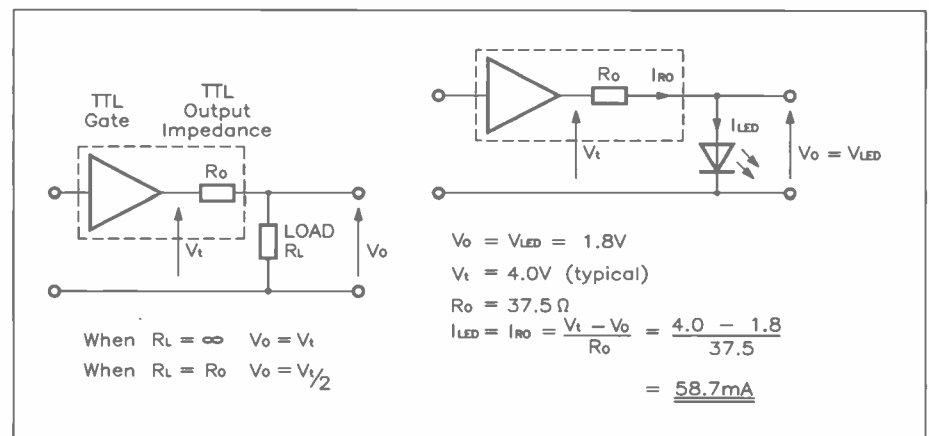 TTL
Gate
TTL
Output
Impedance
Ro
Vt
LOAD
RL
Vo
When RL = ∞ Vo = Vt
When RL = Ro Vo = Vt/2
Ro
IRO
ILED
Vt
Vo = VLED
Vo = VLED = 1.8V
Vt = 4.0V (typical)
Ro = 37.5 Ω
ILED = IRO = Vt – Vo / Ro = 4.0 – 1.8 / 37.5
= 58.7mA